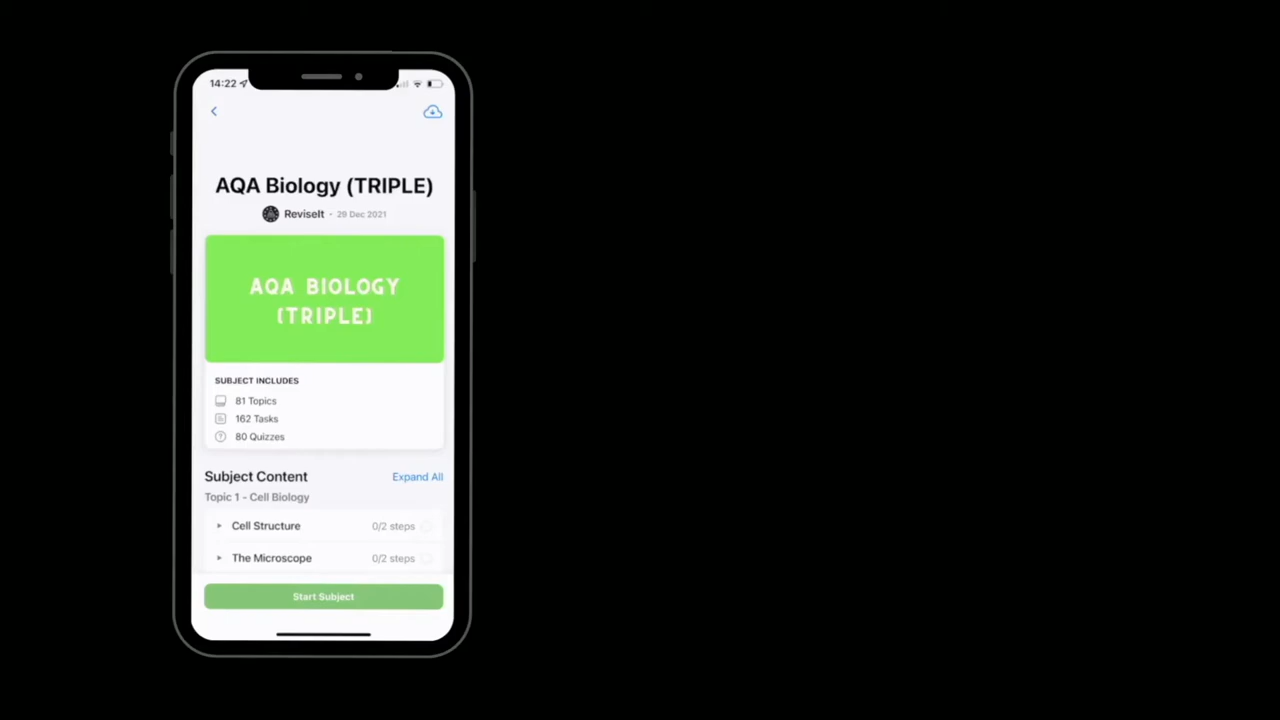 14:22
AQA Biology (TRIPLE)
ReviseIt · 29 Dec 2021
AQA BIOLOGY
(TRIPLE)
SUBJECT INCLUDES
81 Topics
162 Tasks
80 Quizzes
Subject Content Expand All
Topic 1 - Cell Biology
Cell Structure 0/2 steps
The Microscope 0/2 steps
Start Subject